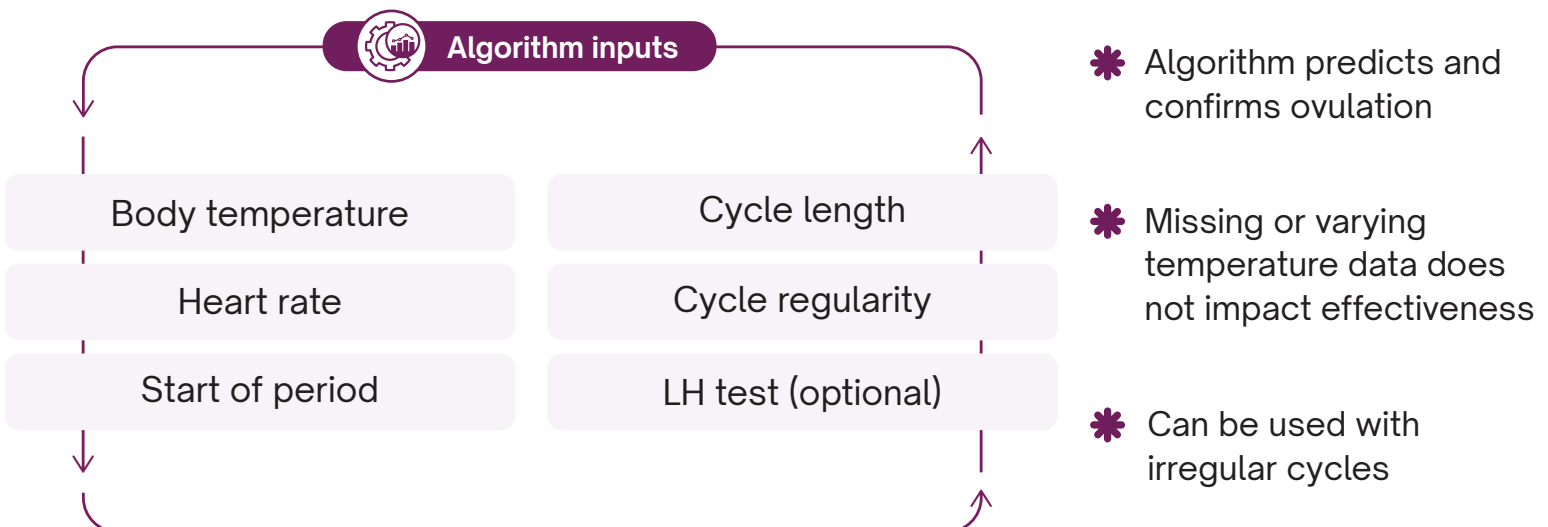 Algorithm inputs
Body temperature
Heart rate
Start of period
Cycle length
Cycle regularity
LH test (optional)
Algorithm predicts and
confirms ovulation
Missing or varying
temperature data does
not impact effectiveness
Can be used with
irregular cycles